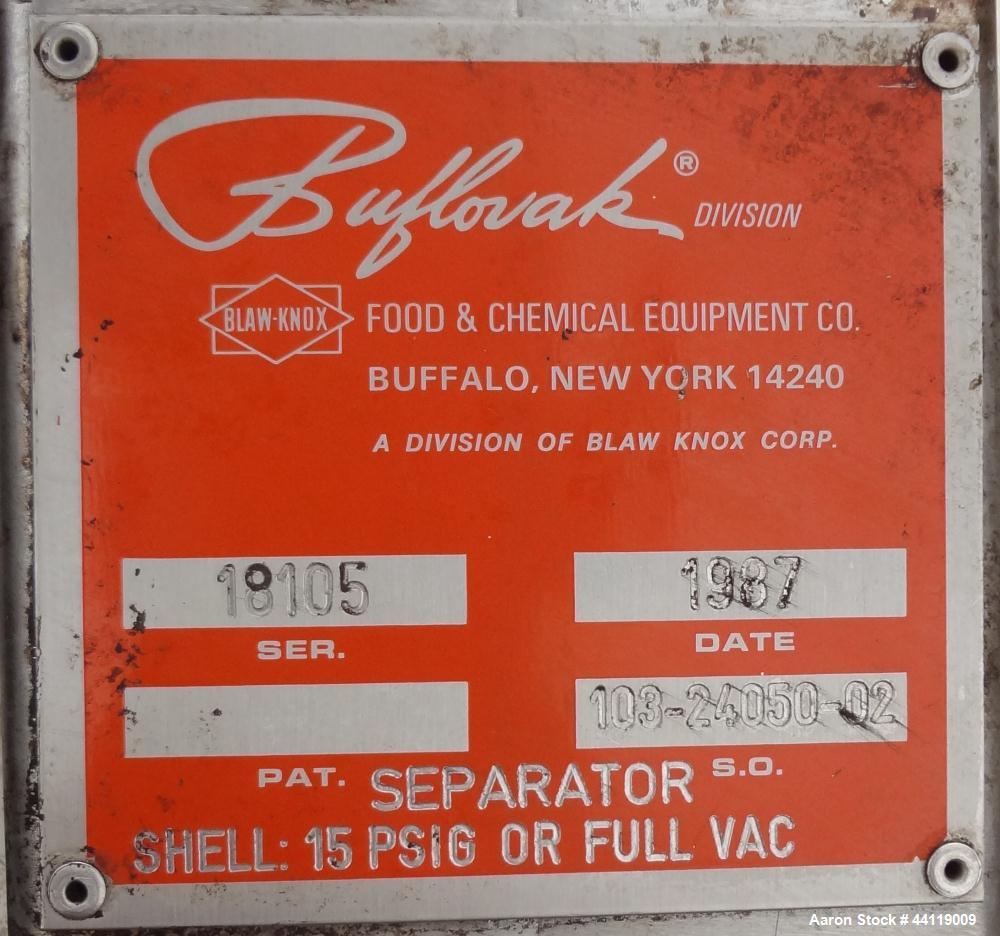 Buflovak® DIVISION
BLAW-KNOX FOOD & CHEMICAL EQUIPMENT CO.
BUFFALO, NEW YORK 14240
A DIVISION OF BLAW KNOX CORP.
18105 1987
SER. DATE
103-24050-02
PAT. S.O.
SEPARATOR
SHELL: 15 PSIG OR FULL VAC
Aaron Stock # 44119009